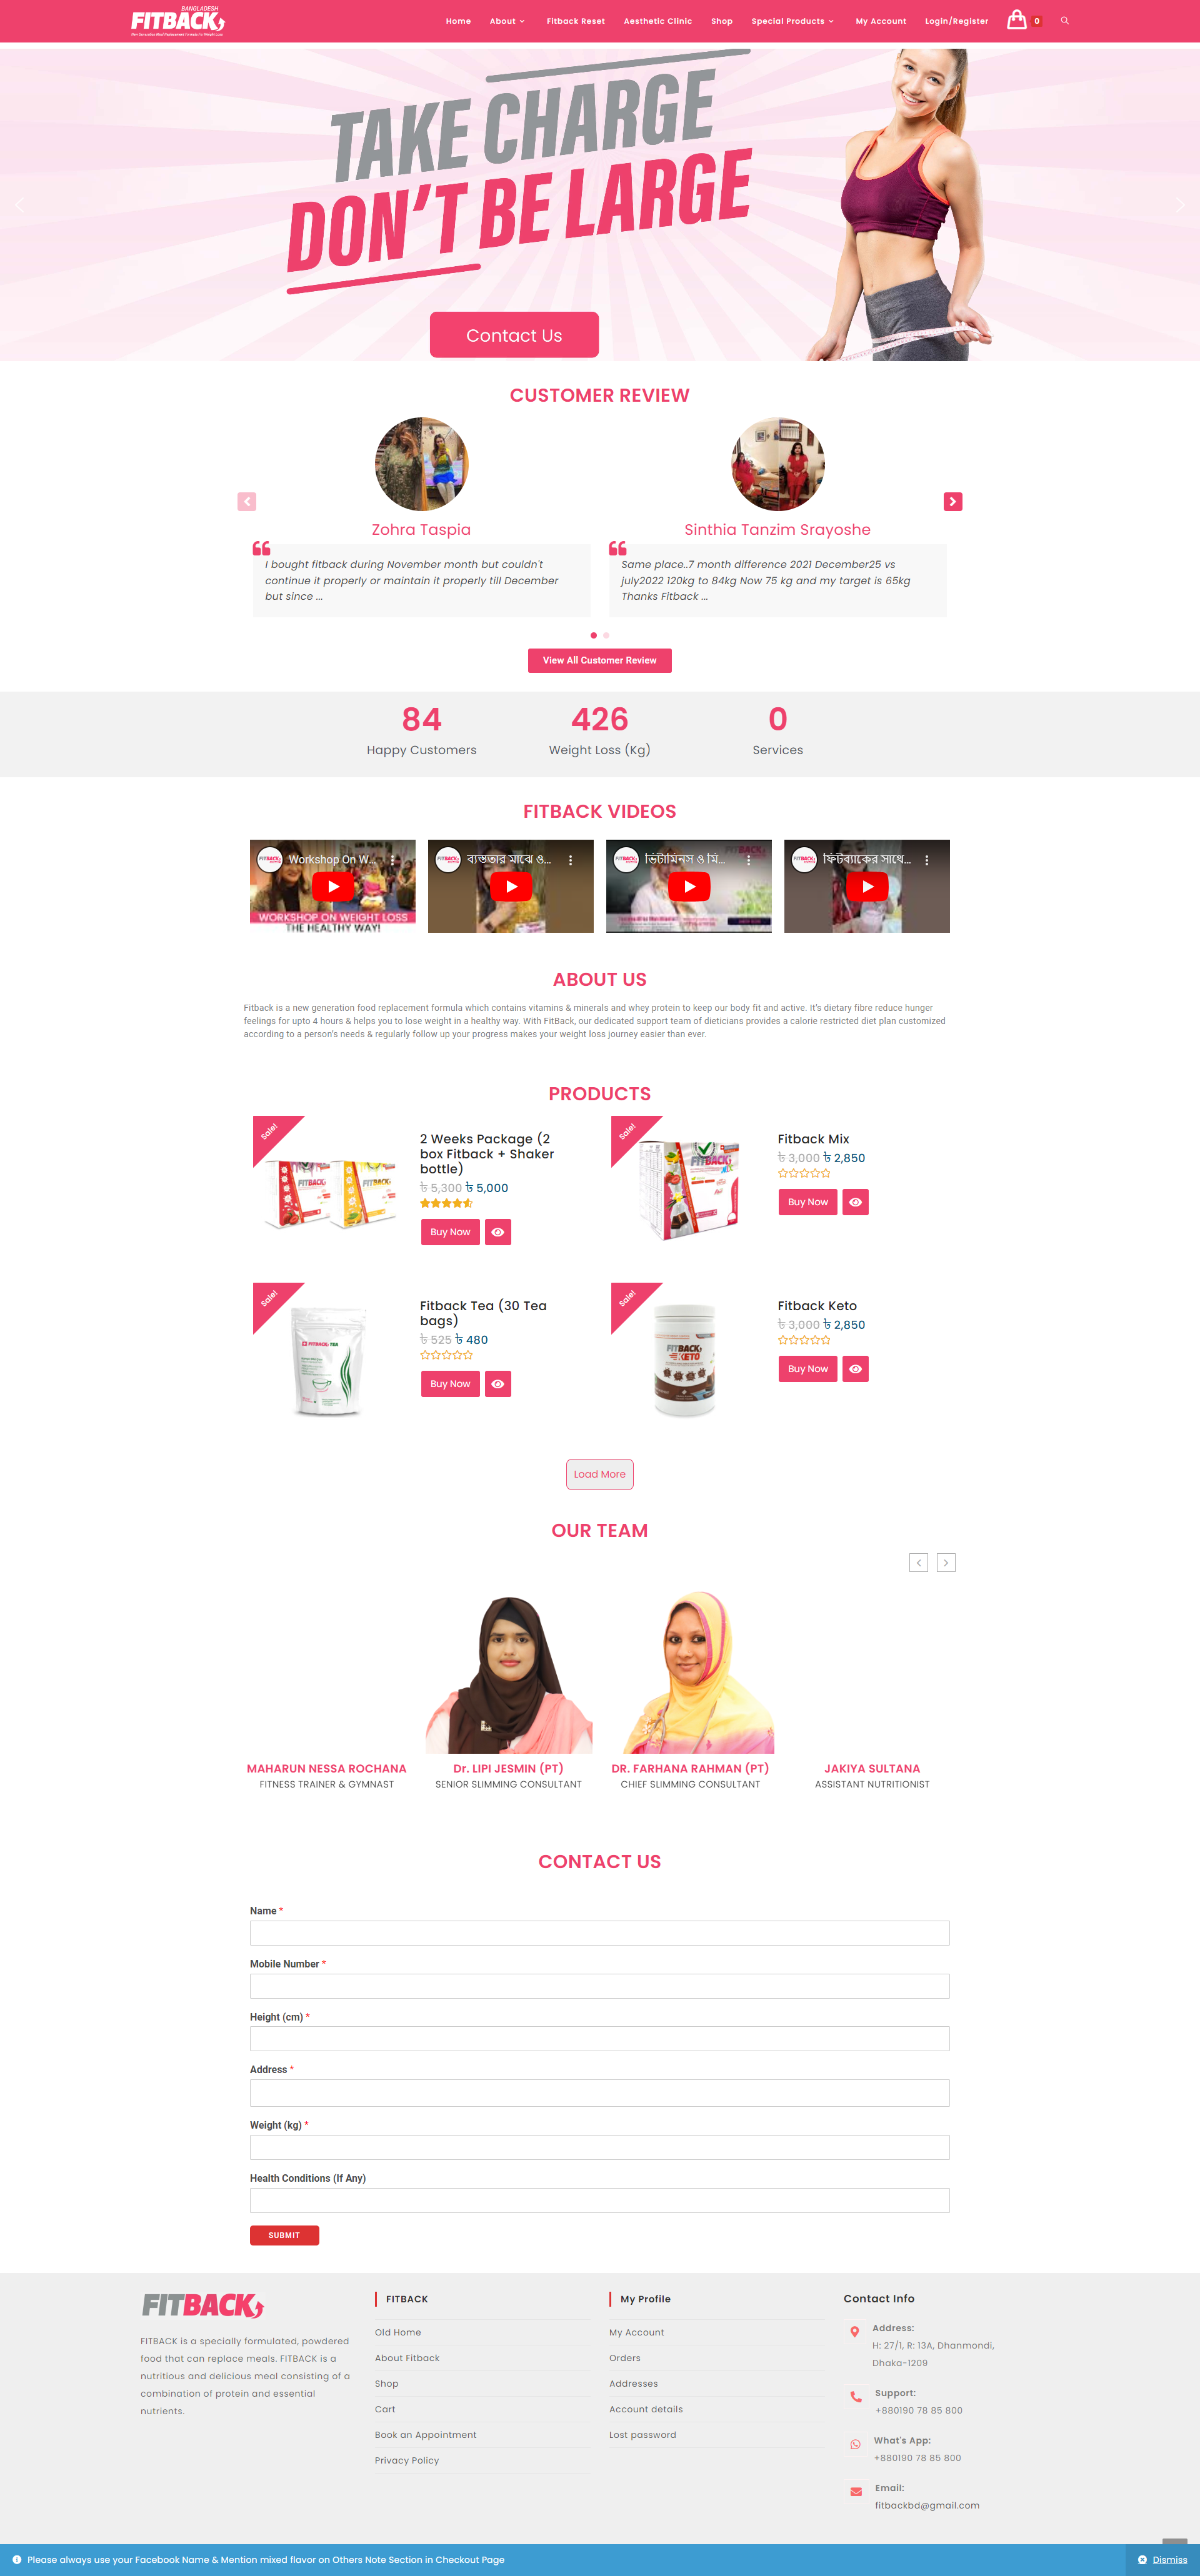 BANGLADESH
FITBACK
Next Generation Meal Replacement Formula For Weight Loss
Home About Fitback Reset Aesthetic Clinic Shop Special Products My Account Login/Register 0
TAKE CHARGE
DON'T BE LARGE
Contact Us
CUSTOMER REVIEW
Zohra Taspia
I bought fitback during November month but couldn't
continue it properly or maintain it properly till December
but since ...
Sinthia Tanzim Srayoshe
Same place..7 month difference 2021 December25 vs
july2022 120kg to 84kg Now 75 kg and my target is 65kg
Thanks Fitback ...
View All Customer Review
84
Happy Customers
426
Weight Loss (Kg)
0
Services
FITBACK VIDEOS
Workshop On W...
WORKSHOP ON WEIGHT LOSS
THE HEALTHY WAY!
ব্যস্ততার মাঝে ও...
ভিটামিনস ও মি...
ফিটব্যাকের সাথে...
ABOUT US
Fitback is a new generation food replacement formula which contains vitamins & minerals and whey protein to keep our body fit and active. It's dietary fibre reduce hunger
feelings for upto 4 hours & helps you to lose weight in a healthy way. With FitBack, our dedicated support team of dieticians provides a calorie restricted diet plan customized
according to a person's needs & regularly follow up your progress makes your weight loss journey easier than ever.
PRODUCTS
Sale!
FITBACK
2 Weeks Package (2
box Fitback + Shaker
bottle)
৳ 5,300 ৳ 5,000
Buy Now
Sale!
FITBACK
Fitback Mix
৳ 3,000 ৳ 2,850
Buy Now
Sale!
FITBACK TEA
Fitback Tea (30 Tea
bags)
৳ 525 ৳ 480
Buy Now
Sale!
FITBACK
KETO
Fitback Keto
৳ 3,000 ৳ 2,850
Buy Now
Load More
OUR TEAM
MAHARUN NESSA ROCHANA
FITNESS TRAINER & GYMNAST
Dr. LIPI JESMIN (PT)
SENIOR SLIMMING CONSULTANT
DR. FARHANA RAHMAN (PT)
CHIEF SLIMMING CONSULTANT
JAKIYA SULTANA
ASSISTANT NUTRITIONIST
CONTACT US
Name *
Mobile Number *
Height (cm) *
Address *
Weight (kg) *
Health Conditions (If Any)
SUBMIT
FITBACK
FITBACK is a specially formulated, powdered
food that can replace meals. FITBACK is a
nutritious and delicious meal consisting of a
combination of protein and essential
nutrients.
FITBACK
Old Home
About Fitback
Shop
Cart
Book an Appointment
Privacy Policy
My Profile
My Account
Orders
Addresses
Account details
Lost password
Contact Info
Address:
H: 27/1, R: 13A, Dhanmondi,
Dhaka-1209
Support:
+880190 78 85 800
What's App:
+880190 78 85 800
Email:
fitbackbd@gmail.com
Please always use your Facebook Name & Mention mixed flavor on Others Note Section in Checkout Page
Dismiss